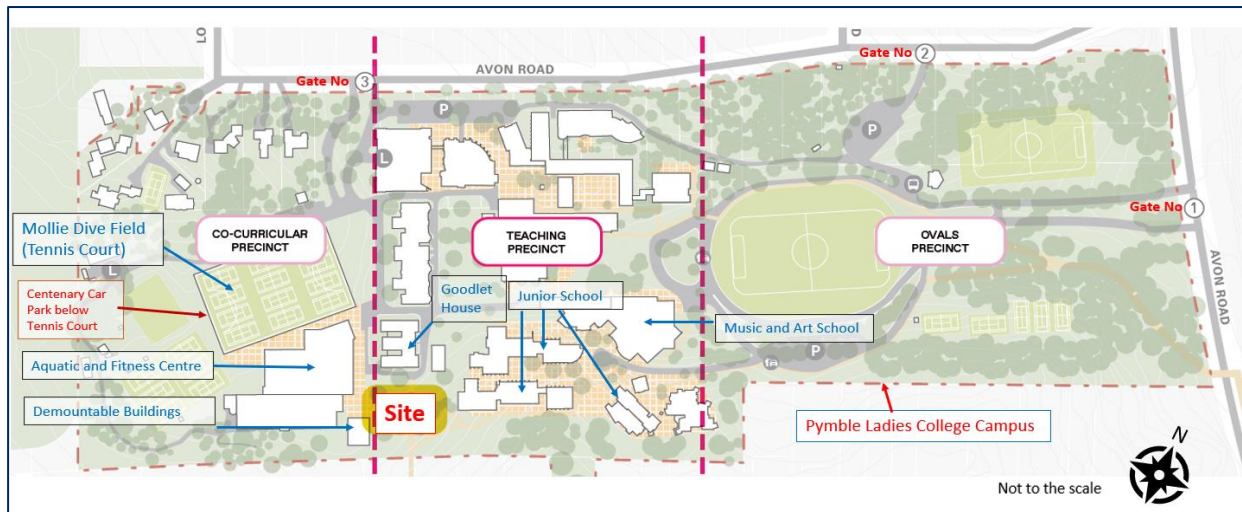 LO
AVON ROAD
D
Gate No 2
Gate No 3
P
P
L
Gate No 1
Mollie Dive Field
(Tennis Court)
CO-CURRICULAR
PRECINCT
TEACHING
PRECINCT
OVALS
PRECINCT
AVON ROAD
L
Centenary Car
Park below
Tennis Court
Goodlet
House
Junior School
Music and Art School
Aquatic and Fitness Centre
P
Demountable Buildings
Site
Pymble Ladies College Campus
N
Not to the scale